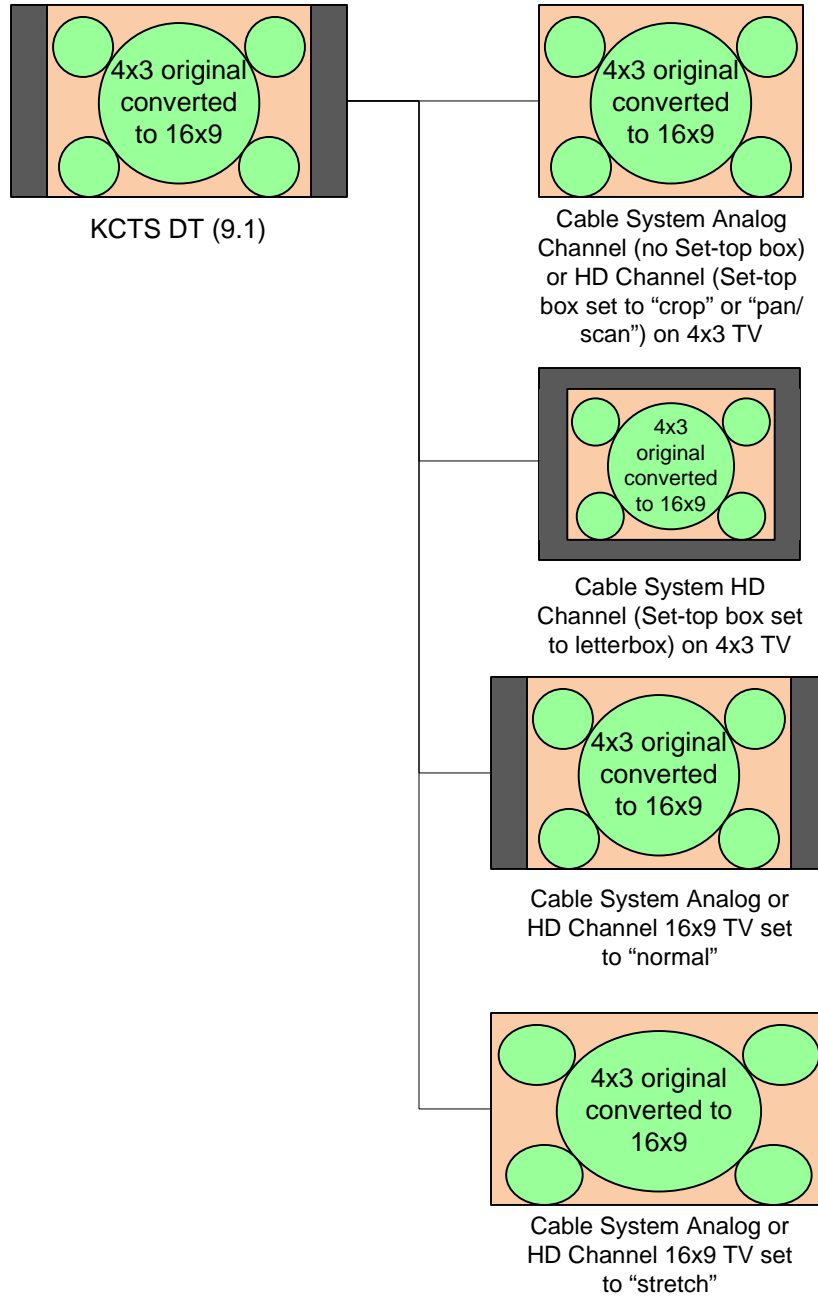 4x3 original
converted
to 16x9
KCTS DT (9.1)
4x3 original
converted
to 16x9
Cable System Analog
Channel (no Set-top box)
or HD Channel (Set-top
box set to “crop” or “pan/
scan”) on 4x3 TV
4x3
original
converted
to 16x9
Cable System HD
Channel (Set-top box set
to letterbox) on 4x3 TV
4x3 original
converted
to 16x9
Cable System Analog or
HD Channel 16x9 TV set
to “normal”
4x3 original
converted to
16x9
Cable System Analog or
HD Channel 16x9 TV set
to “stretch”